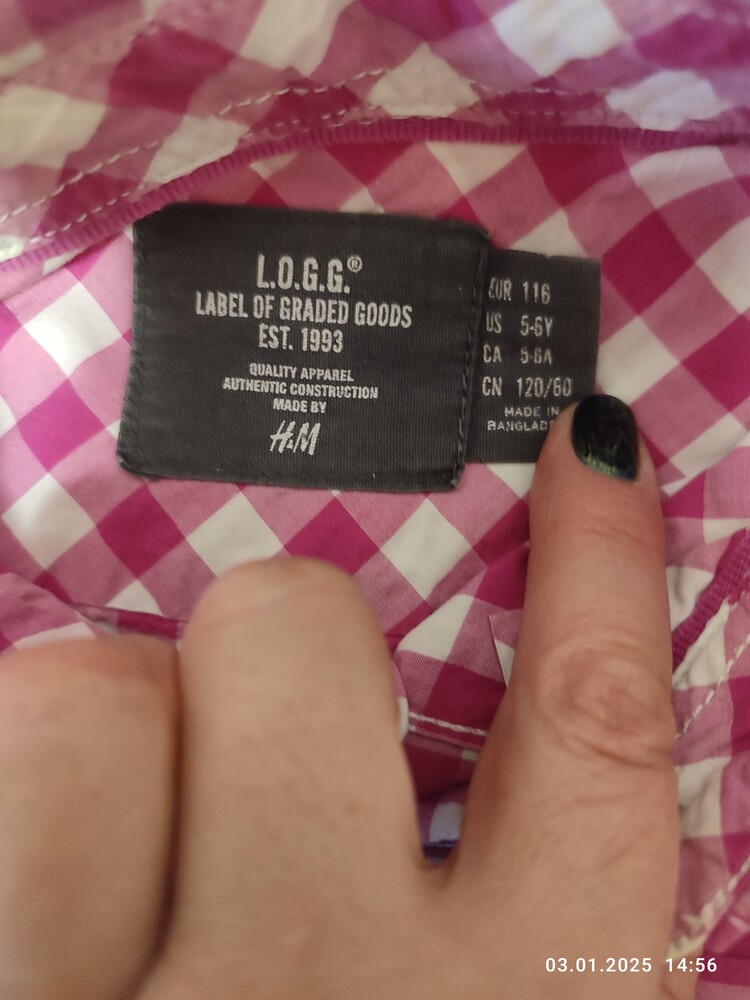 L.O.G.G.®
LABEL OF GRADED GOODS
EST. 1993
QUALITY APPAREL
AUTHENTIC CONSTRUCTION
MADE BY
H&M
EUR 116
US 5-6Y
CA 5-6A
CN 120/60
MADE IN
03.01.2025 14:56